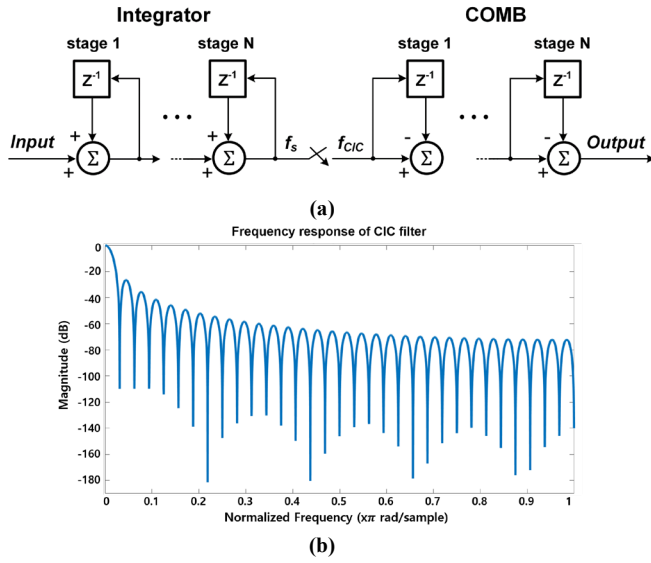 Integrator COMB
stage 1 stage N stage 1 stage N
Z⁻¹ Z⁻¹ Z⁻¹ Z⁻¹
Input + + Σ ... + + Σ fs fCIC - + Σ ... - + Σ Output
(a)
Frequency response of CIC filter
Magnitude (dB)
0
-20
-40
-60
-80
-100
-120
-140
-160
-180
0 0.1 0.2 0.3 0.4 0.5 0.6 0.7 0.8 0.9 1
Normalized Frequency (xπ rad/sample)
(b)